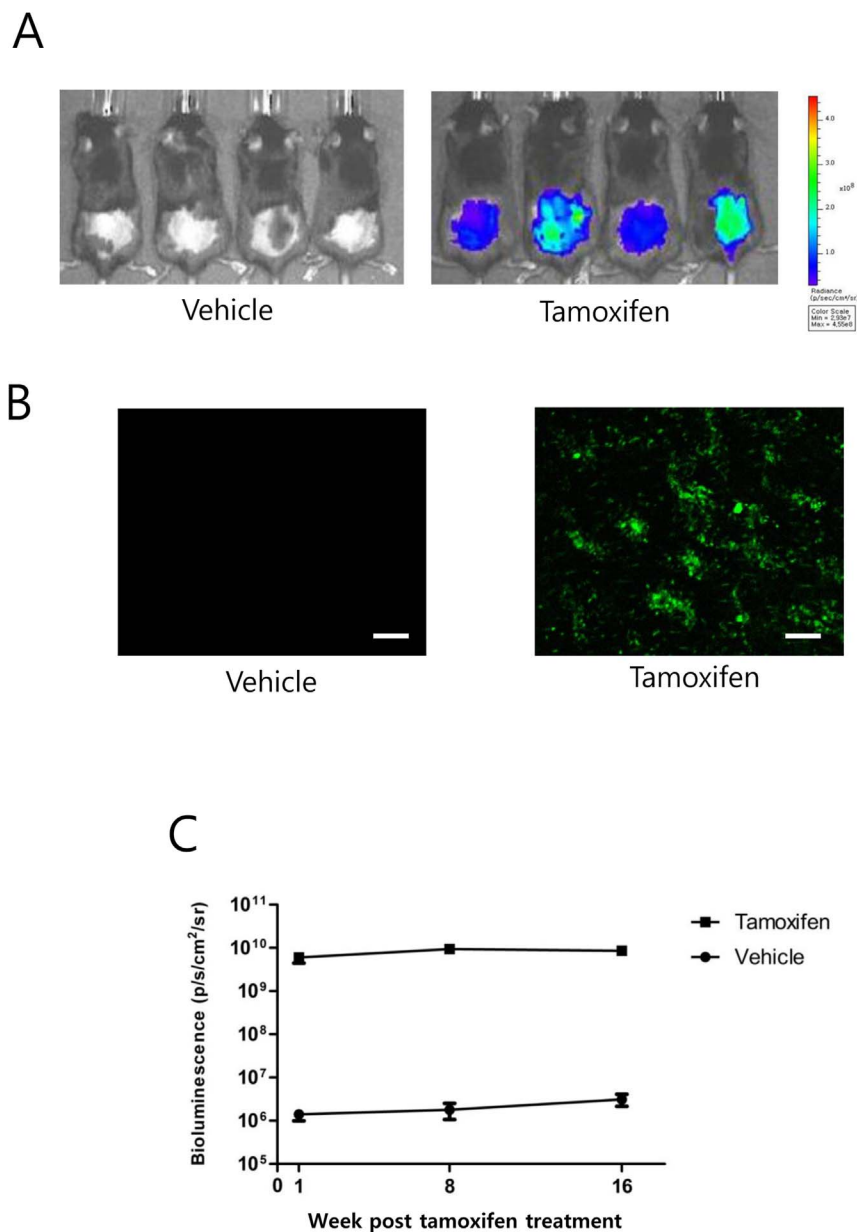 A
Vehicle
Tamoxifen
4.0
3.0
x10⁸
2.0
1.0
Radiance
(p/sec/cm²/sr)
Color Scale
Min = 2.93e7
Max = 4.55e8
B
Vehicle
Tamoxifen
C
Bioluminescence (p/s/cm²/sr)
10¹¹
10¹⁰
10⁹
10⁸
10⁷
10⁶
10⁵
0 1 8 16
Week post tamoxifen treatment
Tamoxifen
Vehicle